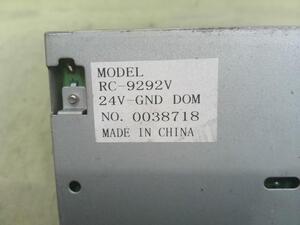 MODEL
RC-9292V
24V-GND DOM
NO. 0038718
MADE IN CHINA